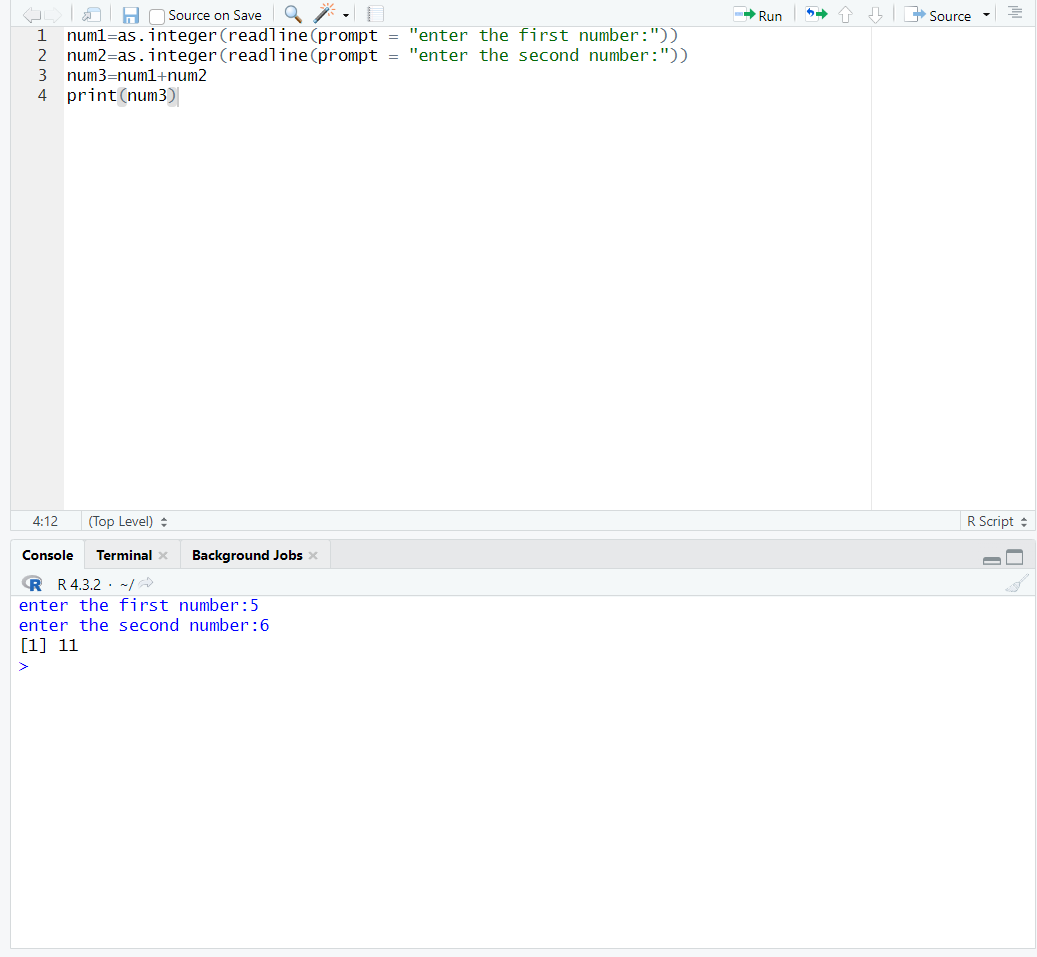 Source on Save Run Source
1 num1=as.integer(readline(prompt = "enter the first number:"))
2 num2=as.integer(readline(prompt = "enter the second number:"))
3 num3=num1+num2
4 print(num3)
4:12 (Top Level) R Script
Console Terminal Background Jobs
R R 4.3.2 · ~/
enter the first number:5
enter the second number:6
[1] 11
>